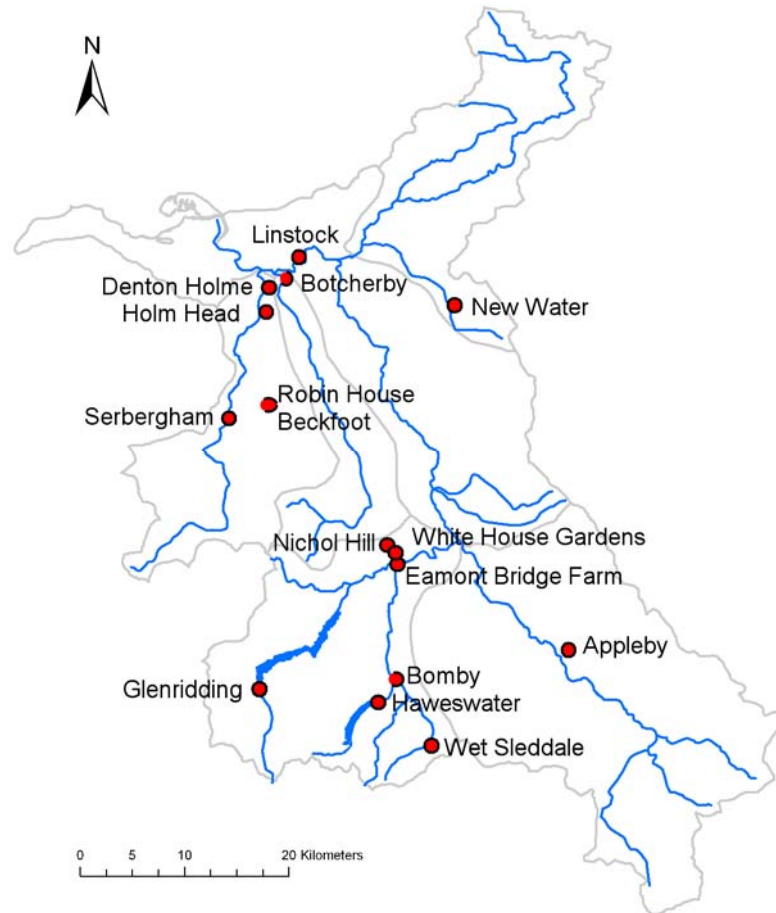 N
Linstock
Denton Holme
Botcherby
Holm Head
New Water
Robin House
Beckfoot
Serbergham
Nichol Hill
White House Gardens
Eamont Bridge Farm
Appleby
Glenridding
Bomby
Haweswater
Wet Sleddale
0 5 10 20 Kilometers